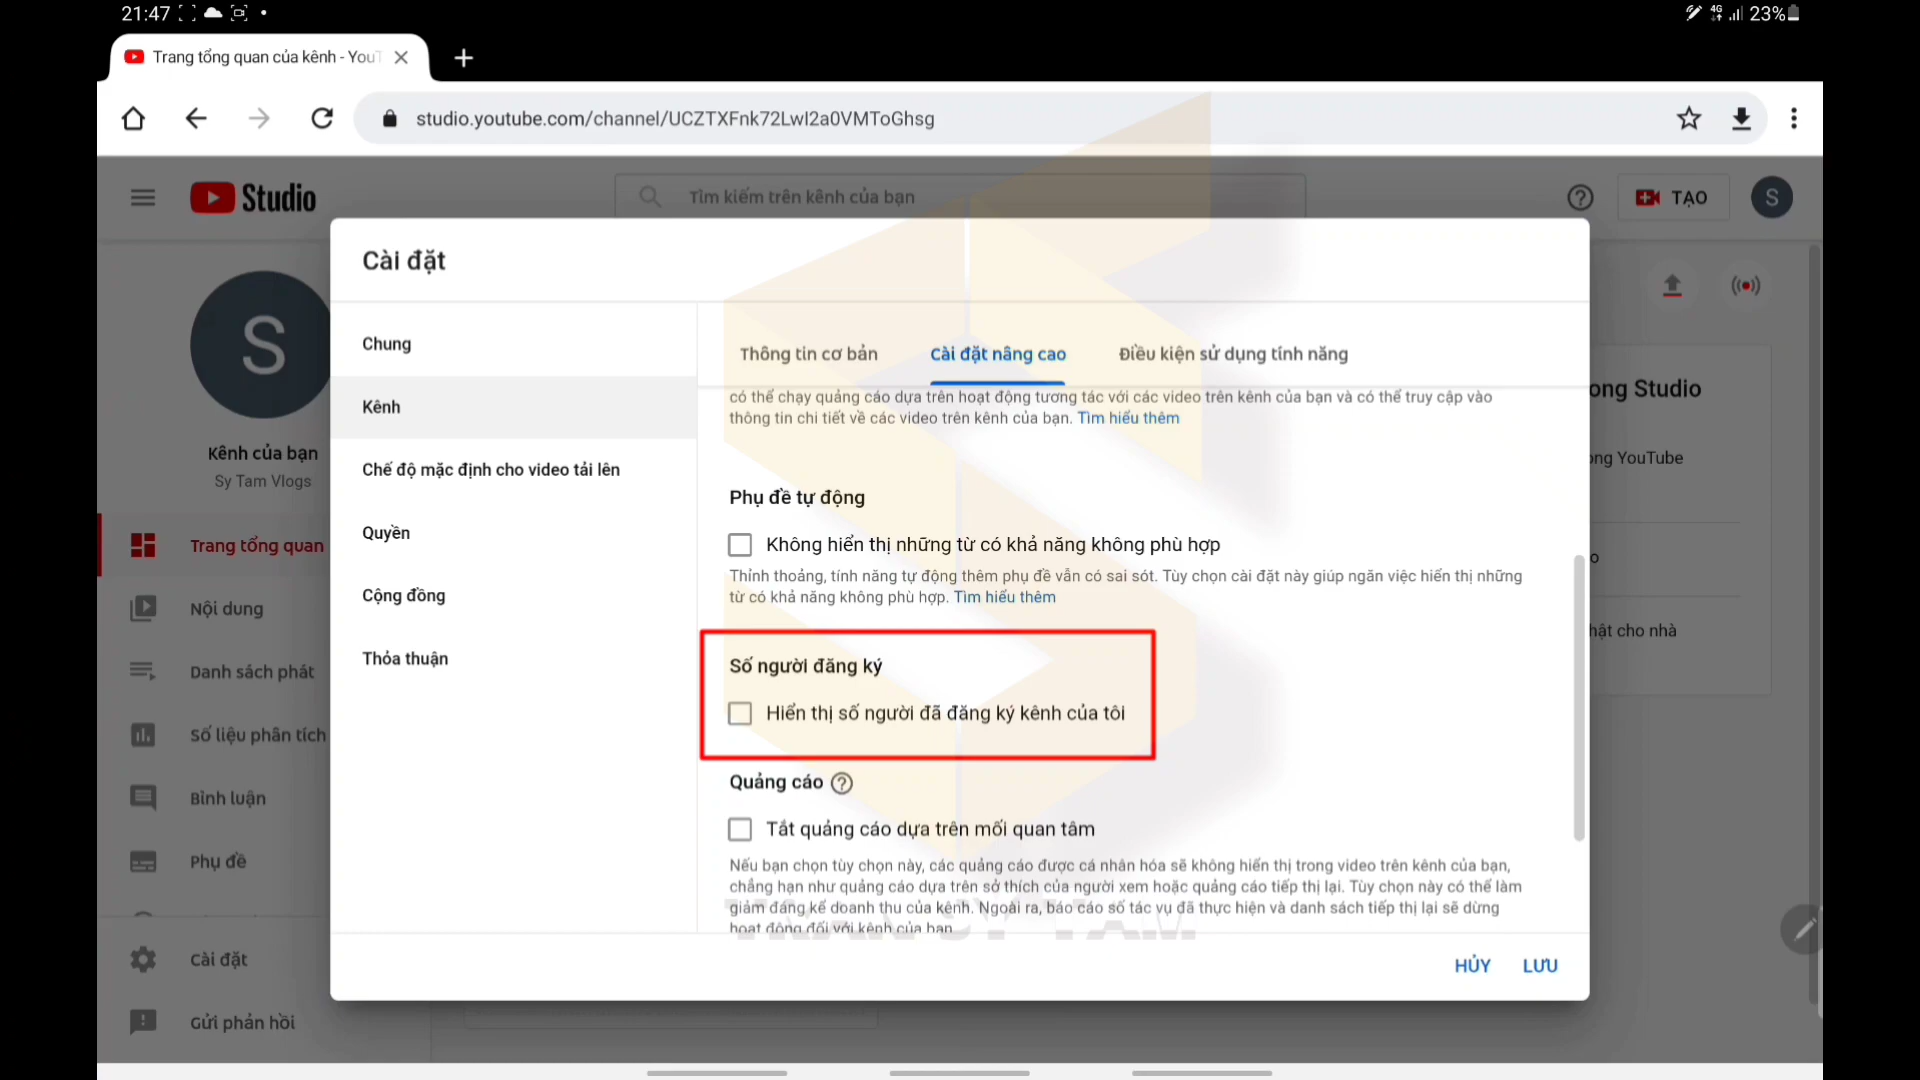 21:47
4G
23%
Trang tổng quan của kênh - YouT
studio.youtube.com/channel/UCZTXFnk72LwI2a0VMToGhsg
Studio
Tìm kiếm trên kênh của bạn
TẠO
S
S
Kênh của bạn
Sy Tam Vlogs
Trang tổng quan
Nội dung
Danh sách phát
Số liệu phân tích
Bình luận
Phụ đề
Cài đặt
Gửi phản hồi
Cài đặt
Chung
Kênh
Chế độ mặc định cho video tải lên
Quyền
Cộng đồng
Thỏa thuận
Thông tin cơ bản
Cài đặt nâng cao
Điều kiện sử dụng tính năng
có thể chạy quảng cáo dựa trên hoạt động tương tác với các video trên kênh của bạn và có thể truy cập vào
thông tin chi tiết về các video trên kênh của bạn. Tìm hiểu thêm
Phụ đề tự động
Không hiển thị những từ có khả năng không phù hợp
Thỉnh thoảng, tính năng tự động thêm phụ đề vẫn có sai sót. Tùy chọn cài đặt này giúp ngăn việc hiển thị những
từ có khả năng không phù hợp. Tìm hiểu thêm
Số người đăng ký
Hiển thị số người đã đăng ký kênh của tôi
Quảng cáo
Tắt quảng cáo dựa trên mối quan tâm
Nếu bạn chọn tùy chọn này, các quảng cáo được cá nhân hóa sẽ không hiển thị trong video trên kênh của bạn,
chẳng hạn như quảng cáo dựa trên sở thích của người xem hoặc quảng cáo tiếp thị lại. Tùy chọn này có thể làm
giảm đáng kể doanh thu của kênh. Ngoài ra, báo cáo số tác vụ đã thực hiện và danh sách tiếp thị lại sẽ dừng
hoạt động đối với kênh của bạn
TRAN SY TAM
HỦY
LƯU
ong Studio
ong YouTube
o
hật cho nhà